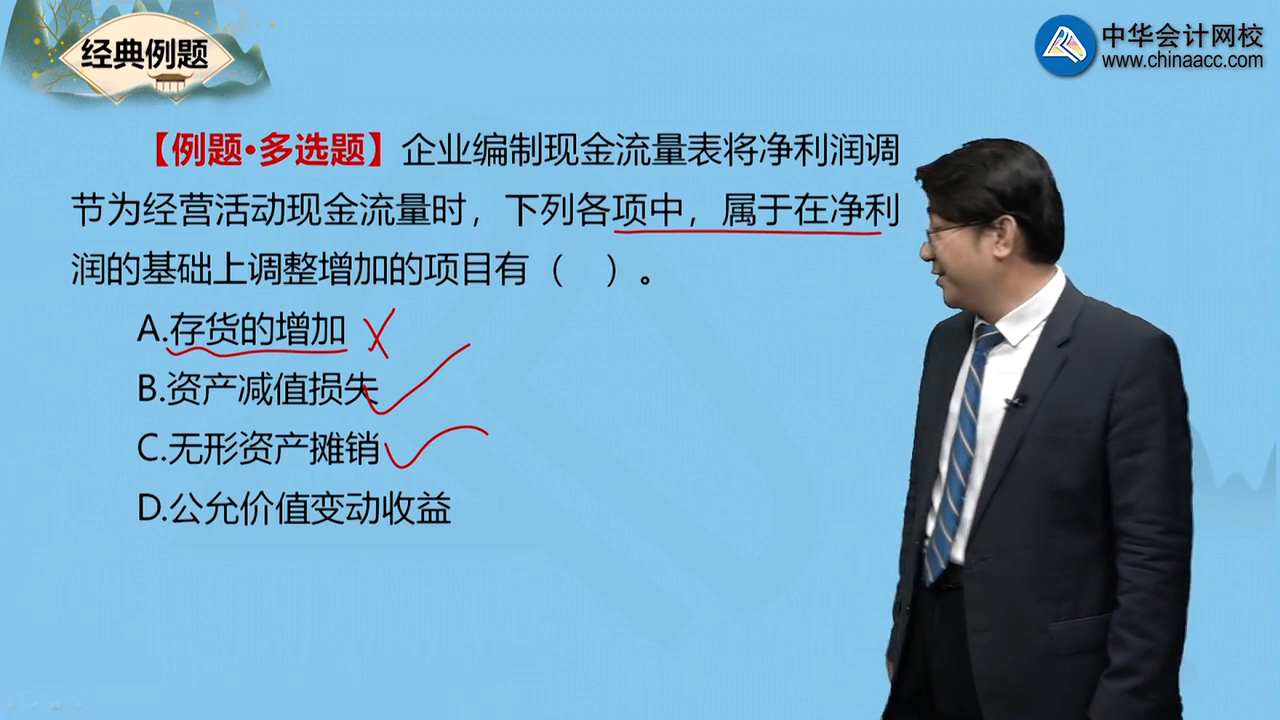 经典例题
中华会计网校
www.chinaacc.com
【例题·多选题】企业编制现金流量表将净利润调
节为经营活动现金流量时，下列各项中，属于在净利
润的基础上调整增加的项目有（ ）。
A.存货的增加
B.资产减值损失
C.无形资产摊销
D.公允价值变动收益